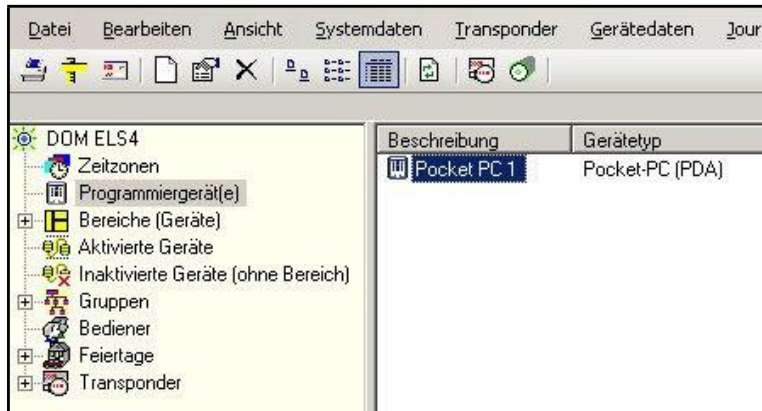 Datei Bearbeiten Ansicht Systemdaten Transponder Gerätedaten Jour
DOM ELS4
Zeitzonen
Programmiergerät(e)
Bereiche (Geräte)
Aktivierte Geräte
Inaktivierte Geräte (ohne Bereich)
Gruppen
Bediener
Feiertage
Transponder
Beschreibung Gerätetyp
Pocket PC 1 Pocket-PC (PDA)